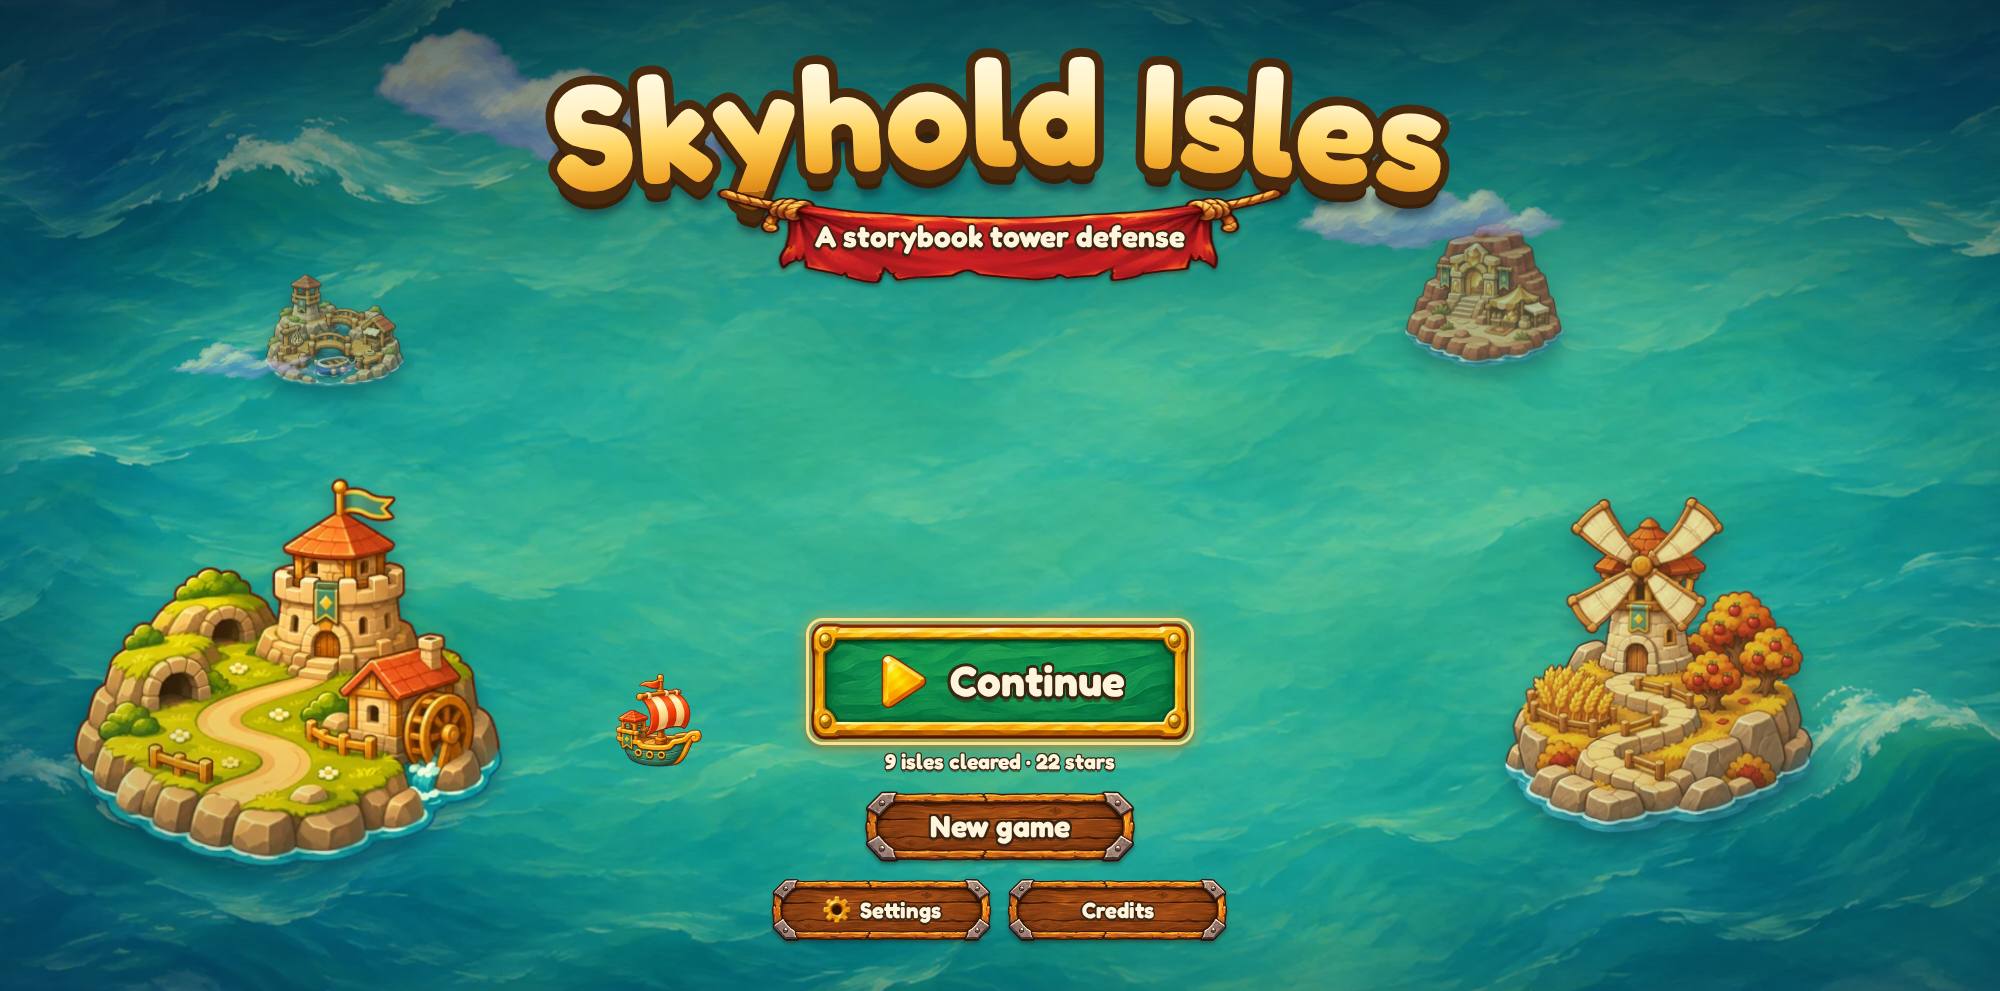 Skyhold Isles
A storybook tower defense
Continue
9 isles cleared · 22 stars
New game
Settings
Credits